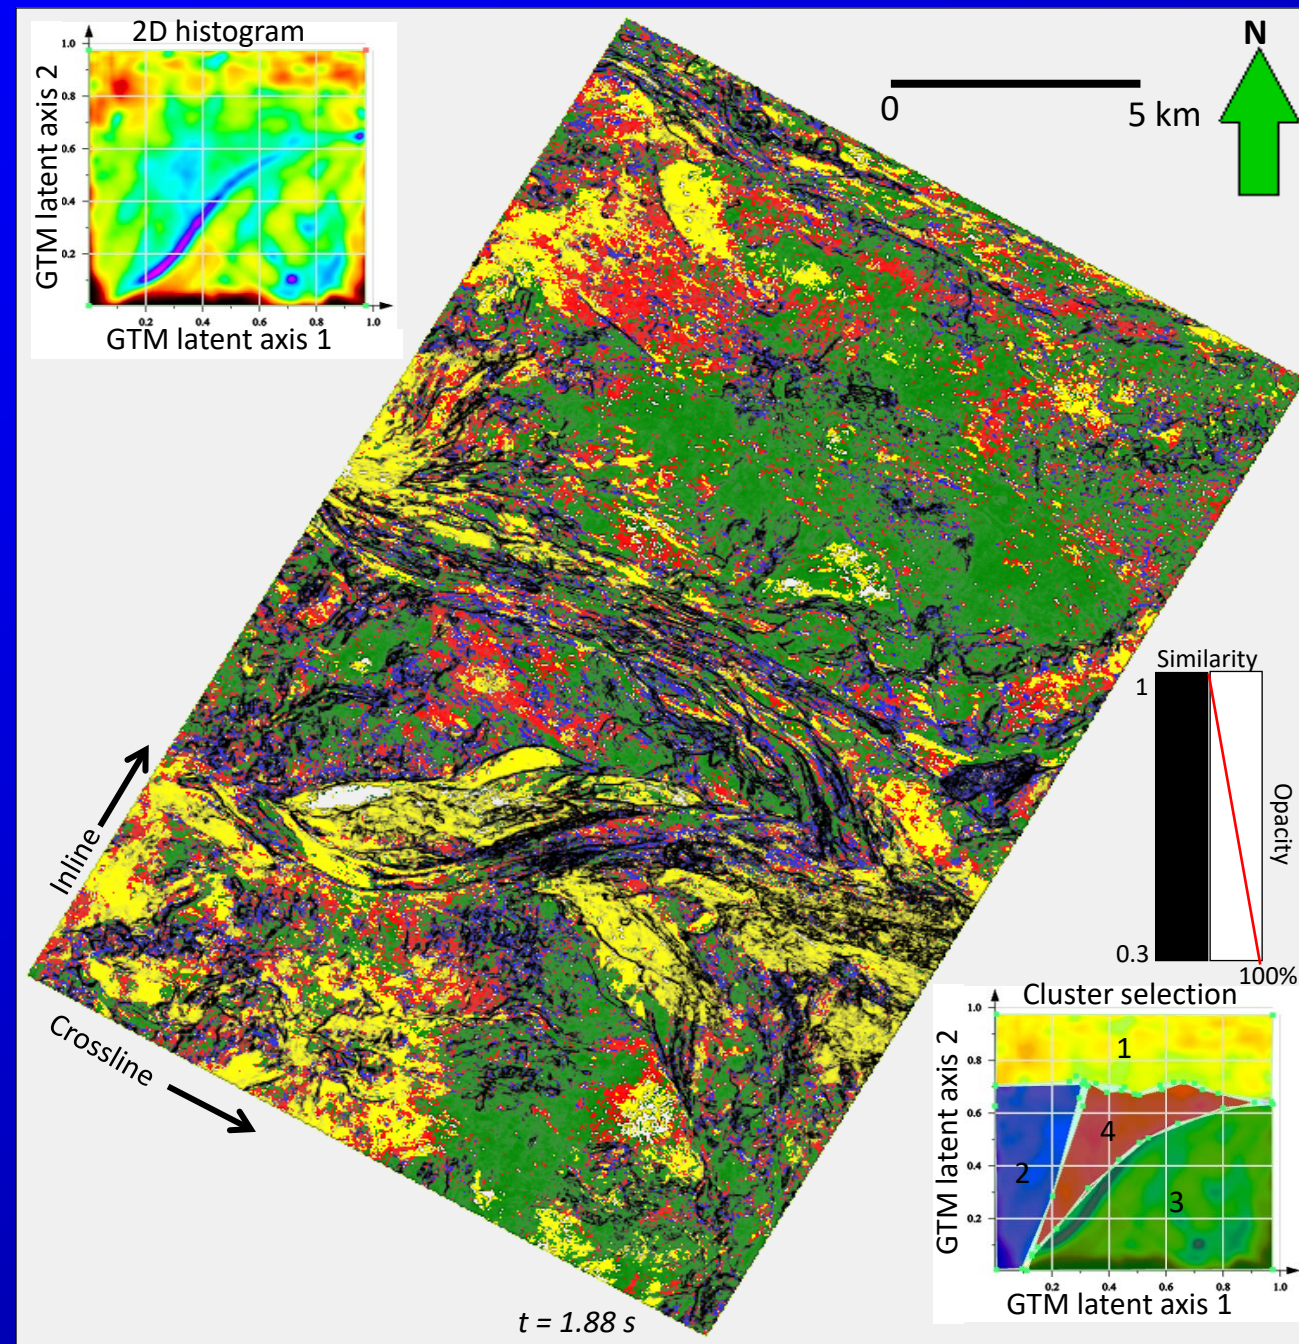 2D histogram
GTM latent axis 2
1.0
0.8
0.6
0.4
0.2
0.2 0.4 0.6 0.8 1.0
GTM latent axis 1
N
0 5 km
Similarity
1
0.3
Opacity
100%
Inline
Crossline
Cluster selection
GTM latent axis 2
1.0
0.8
0.6
0.4
0.2
1
2
4
3
0.2 0.4 0.6 0.8 1.0
GTM latent axis 1
t = 1.88 s